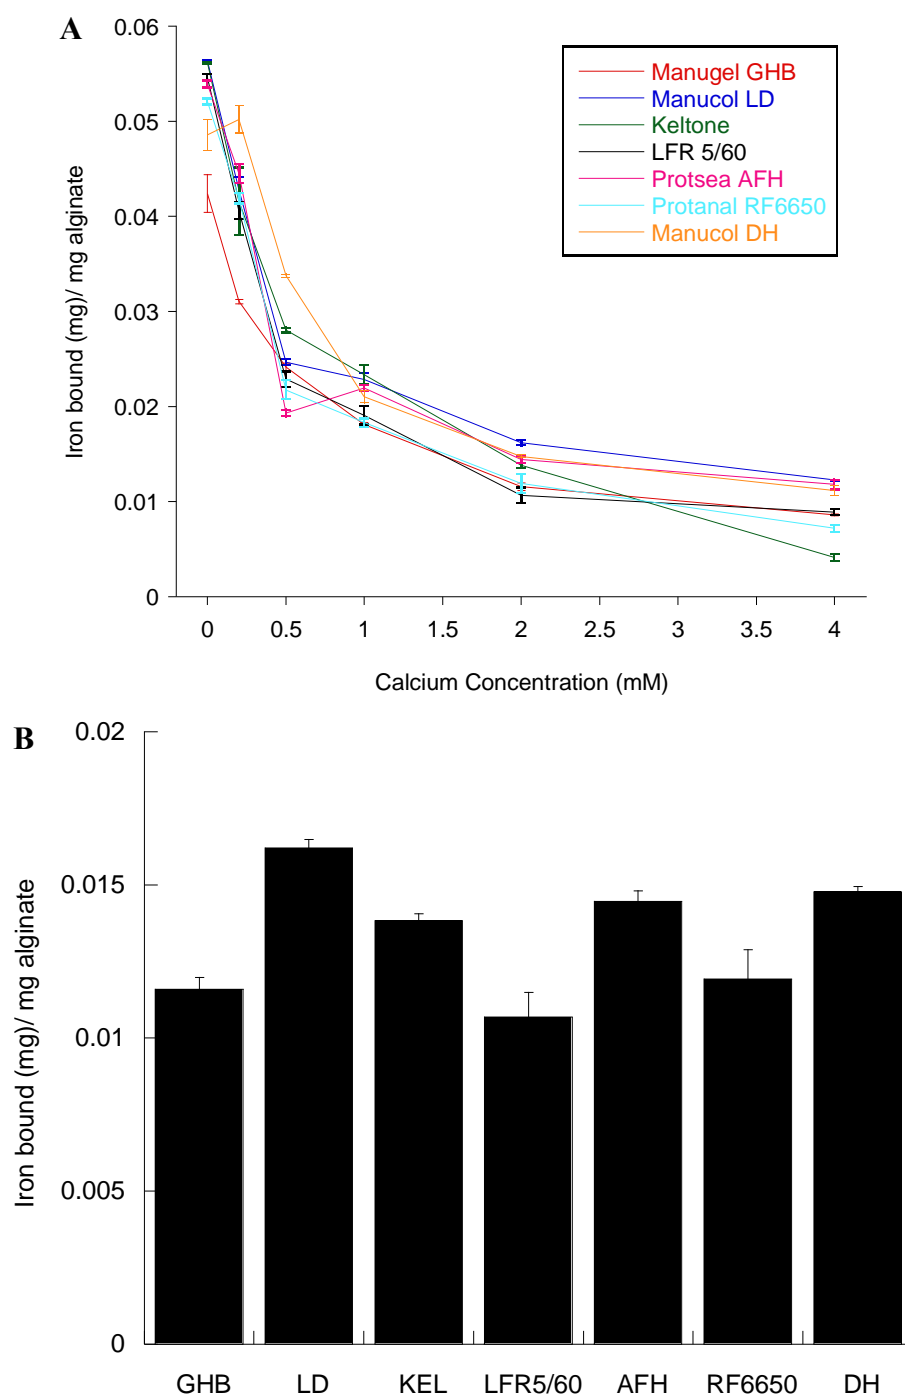 A
0.06
0.05
0.04
0.03
0.02
0.01
0
Iron bound (mg)/ mg alginate
Manugel GHB
Manucol LD
Keltone
LFR 5/60
Protsea AFH
Protanal RF6650
Manucol DH
0 0.5 1 1.5 2 2.5 3 3.5 4
Calcium Concentration (mM)
B
0.02
0.015
0.01
0.005
0
Iron bound (mg)/ mg alginate
GHB LD KEL LFR5/60 AFH RF6650 DH